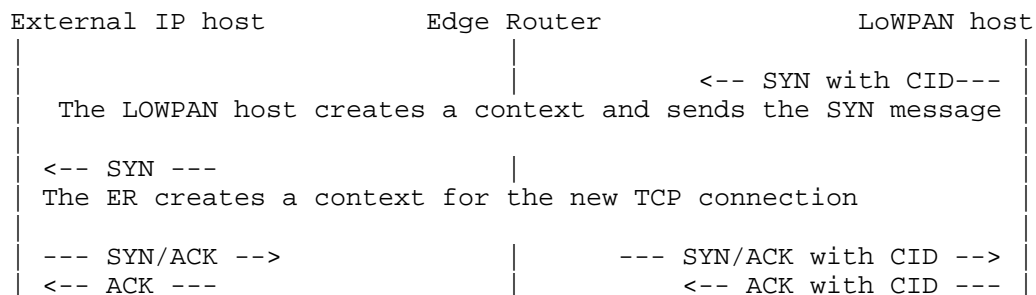 External IP host Edge Router LoWPAN host
| | |
| | <-- SYN with CID--- |
| The LOWPAN host creates a context and sends the SYN message |
| |
| <-- SYN --- | |
| The ER creates a context for the new TCP connection |
| |
| --- SYN/ACK --> | --- SYN/ACK with CID --> |
| <-- ACK --- | <-- ACK with CID --- |